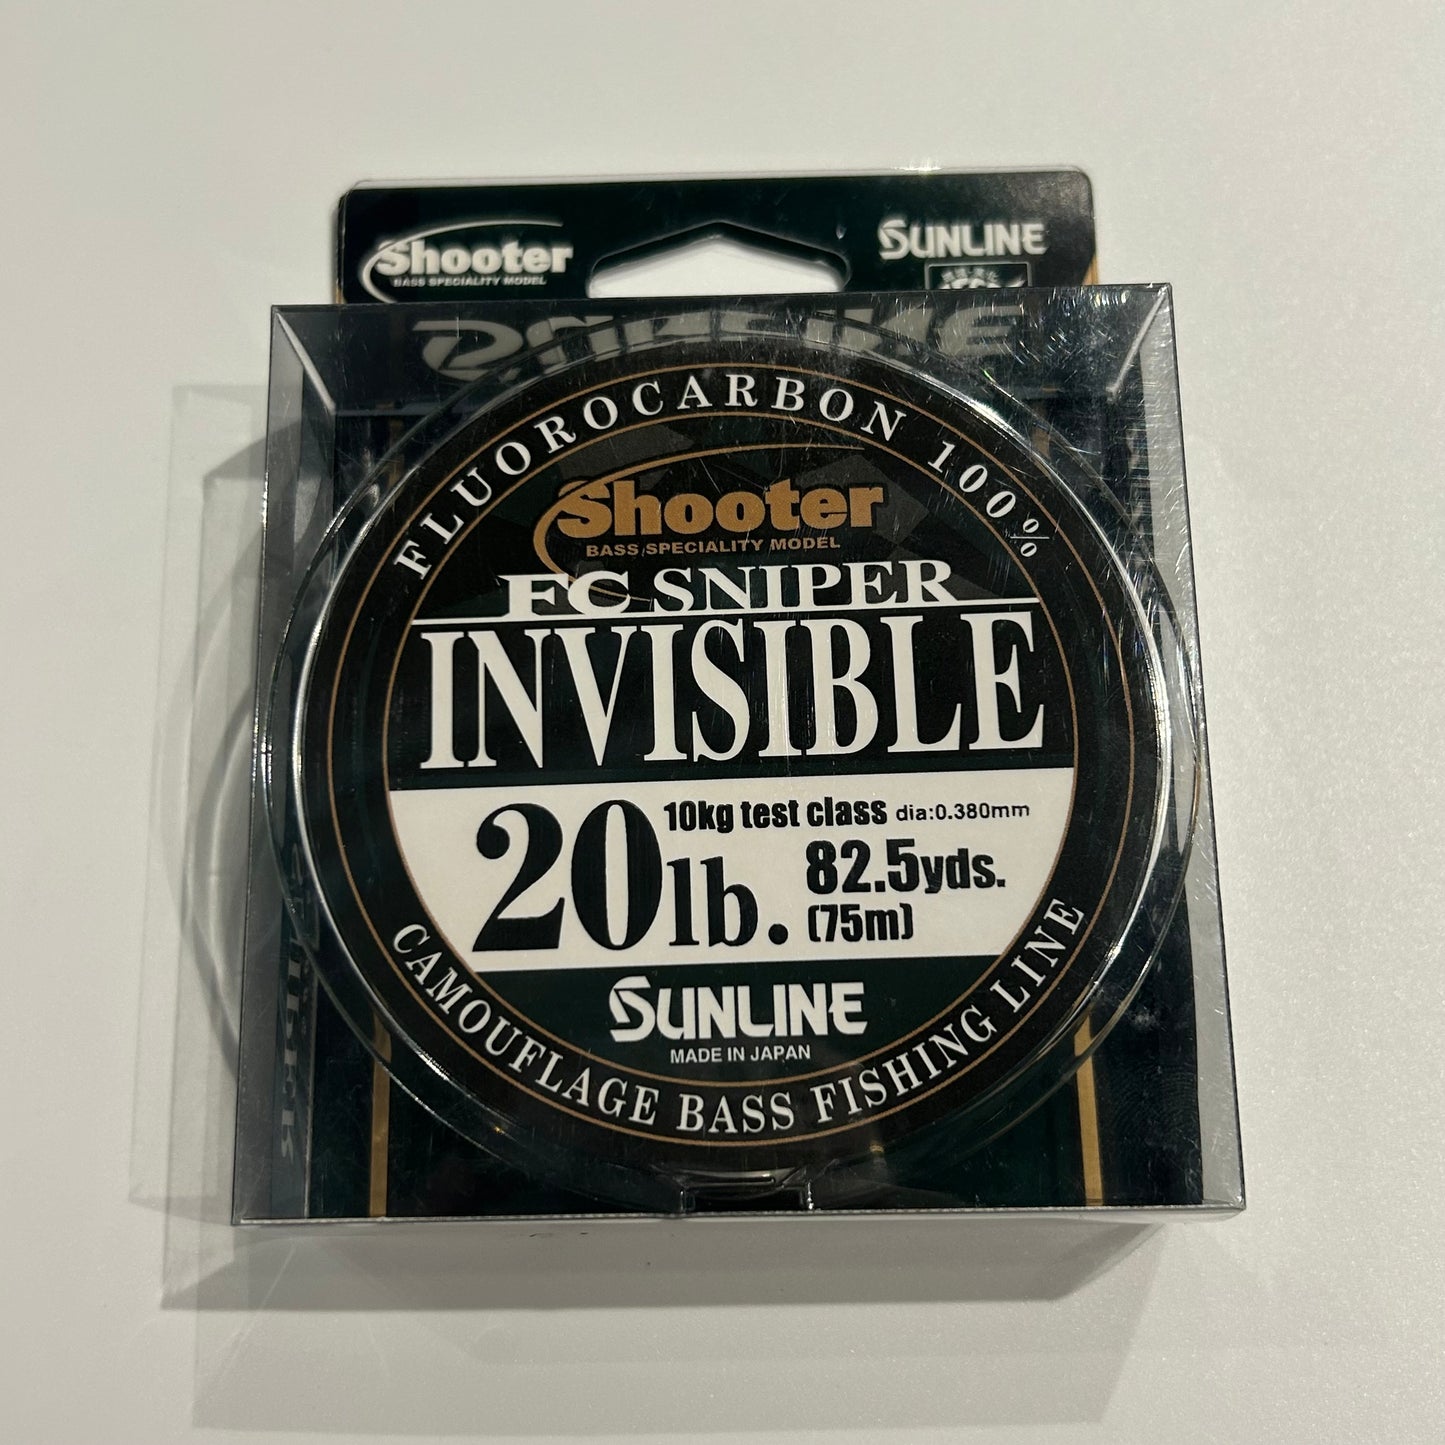 Shooter
BASS SPECIALITY MODEL
SUNLINE
FLUOROCARBON 100%
Shooter
BASS SPECIALITY MODEL
FC SNIPER
INVISIBLE
20lb.
10kg test class dia:0.380mm
82.5yds.
(75m)
SUNLINE
MADE IN JAPAN
CAMOUFLAGE BASS FISHING LINE